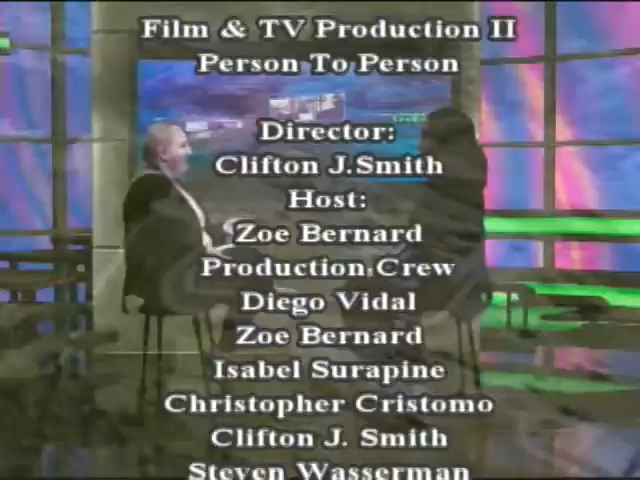 Film & TV Production II
Person To Person
Director:
Clifton J.Smith
Host:
Zoe Bernard
Production Crew
Diego Vidal
Zoe Bernard
Isabel Surapine
Christopher Cristomo
Clifton J. Smith
Steven Wasserman